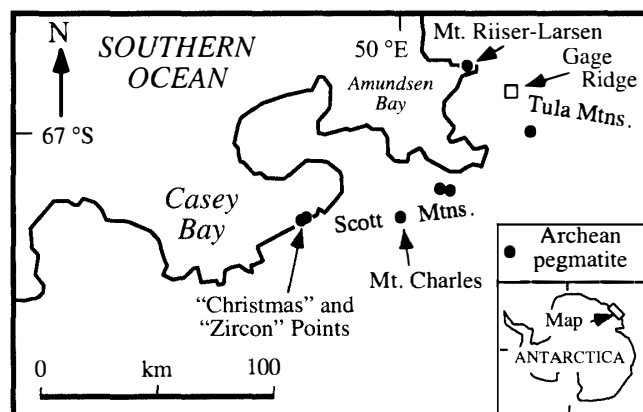 N
SOUTHERN
OCEAN
50 °E
Mt. Riiser-Larsen
Amundsen
Bay
Gage
Ridge
Tula Mtns.
67 °S
Casey
Bay
Scott Mtns.
Mt. Charles
"Christmas" and
"Zircon" Points
0 100
km
Archean
pegmatite
Map
ANTARCTICA